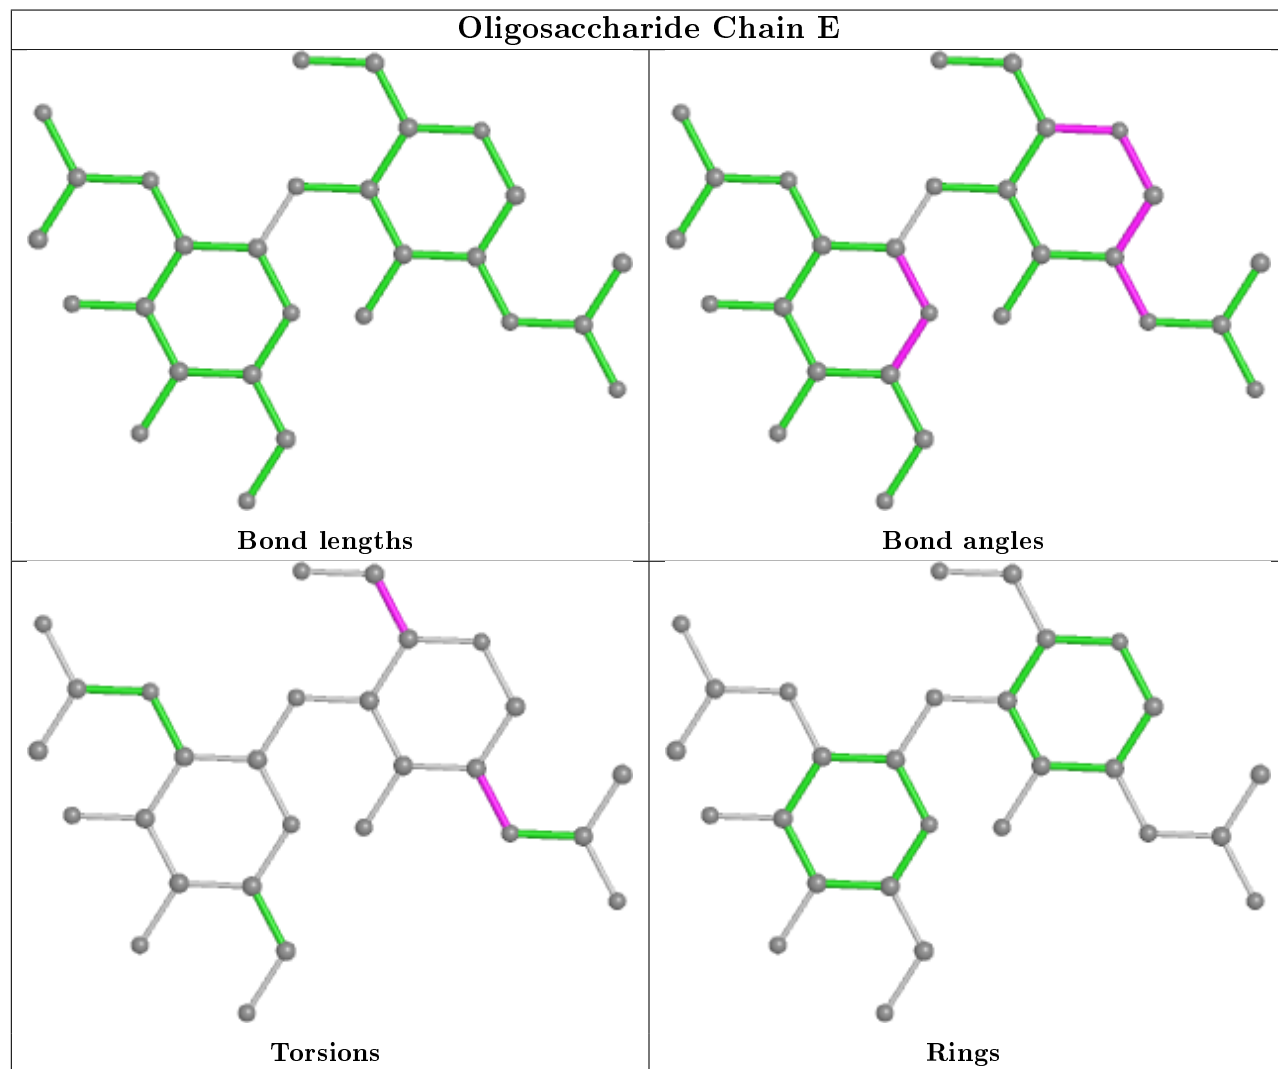 Oligosaccharide Chain E
Bond lengths
Bond angles
Torsions
Rings